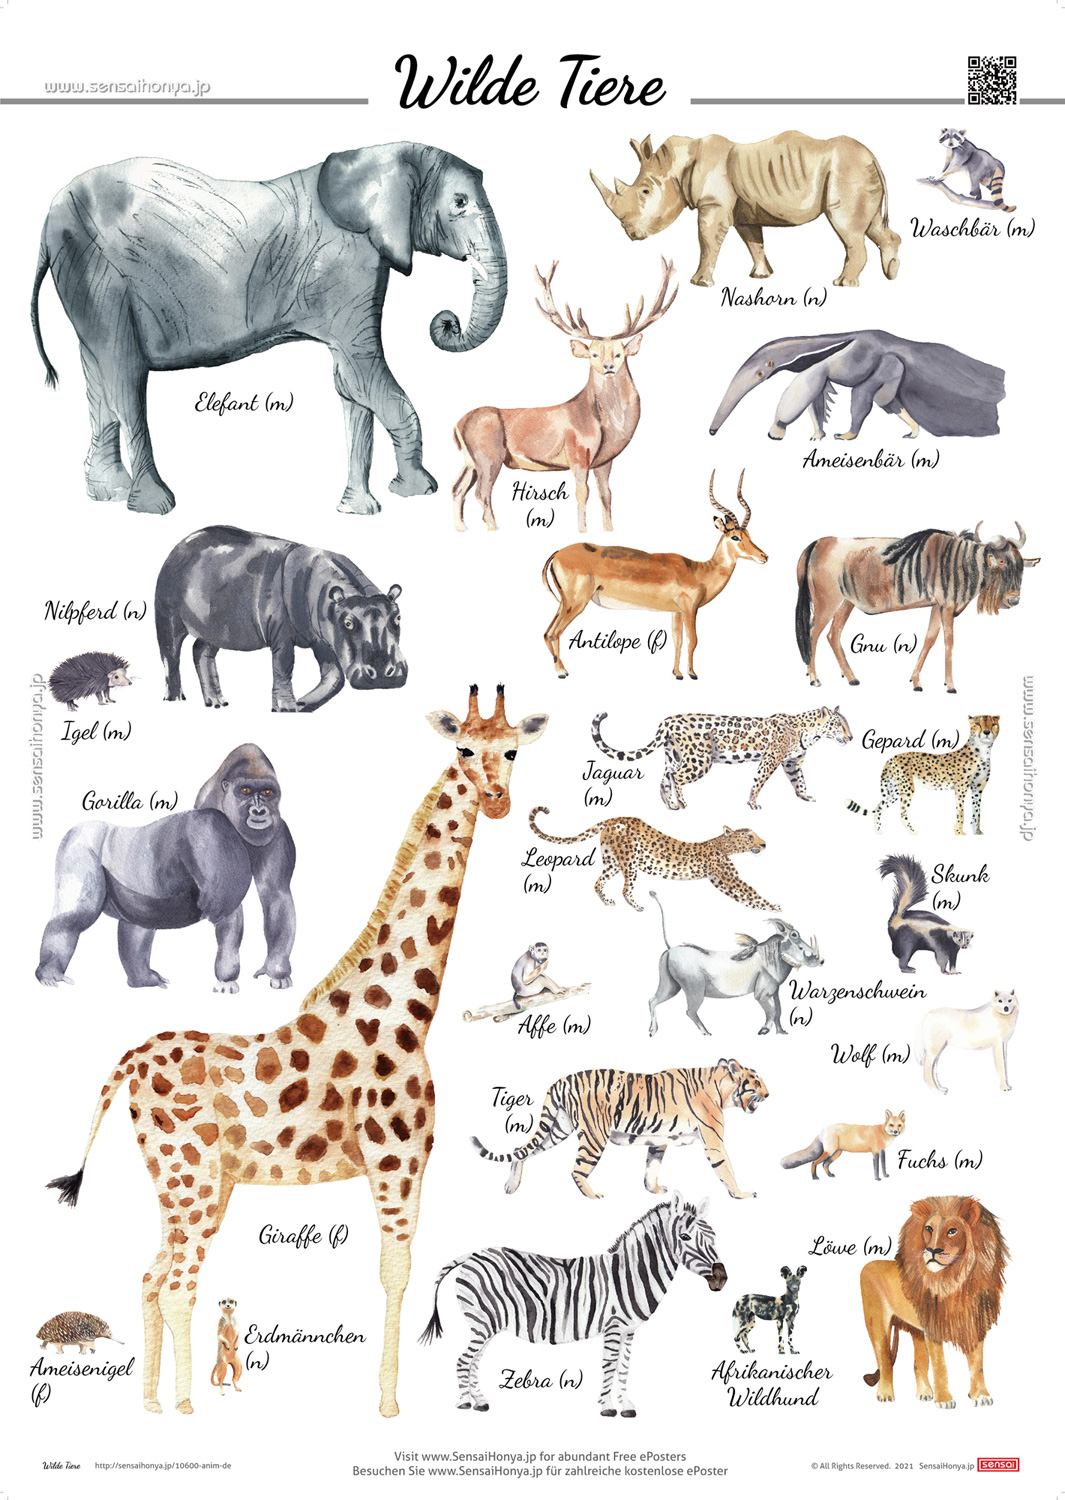 www.sensaihonya.jp
Wilde Tiere
Waschbär (m)
Nashorn (n)
Elefant (m)
Ameisenbär (m)
Hirsch
(m)
Nilpferd (n)
Antilope (f)
Gnu (n)
Igel (m)
www.sensaihonya.jp
www.sensaihonya.jp
Jaguar
(m)
Gepard (m)
Gorilla (m)
Leopard
(m)
Skunk
(m)
Warzenschwein
(n)
Affe (m)
Wolf (m)
Tiger
(m)
Fuchs (m)
Giraffe (f)
Löwe (m)
Erdmännchen
(n)
Ameisenigel
(f)
Zebra (n)
Afrikanischer
Wildhund
Visit www.SensaiHonya.jp for abundant Free ePosters
Besuchen Sie www.SensaiHonya.jp für zahlreiche kostenlose ePoster
Wilde Tiere
http://sensaihonya.jp/10600-anim-de
© All Rights Reserved. 2021 SensaiHonya.jp
sensai